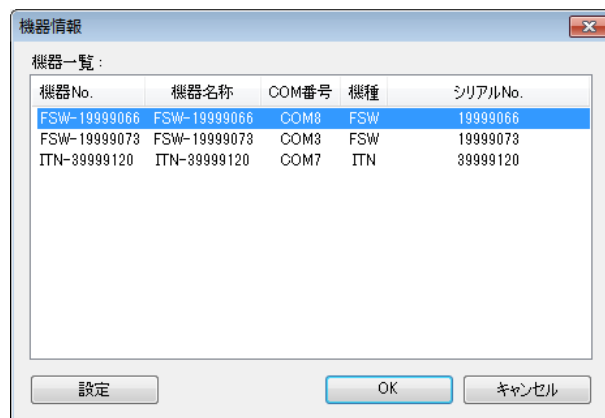 機器情報
機器一覧：
機器No. 機器名称 COM番号 機種 シリアルNo.
FSW-19999066 FSW-19999066 COM8 FSW 19999066
FSW-19999073 FSW-19999073 COM3 FSW 19999073
ITN-39999120 ITN-39999120 COM7 ITN 39999120
設定 OK キャンセル